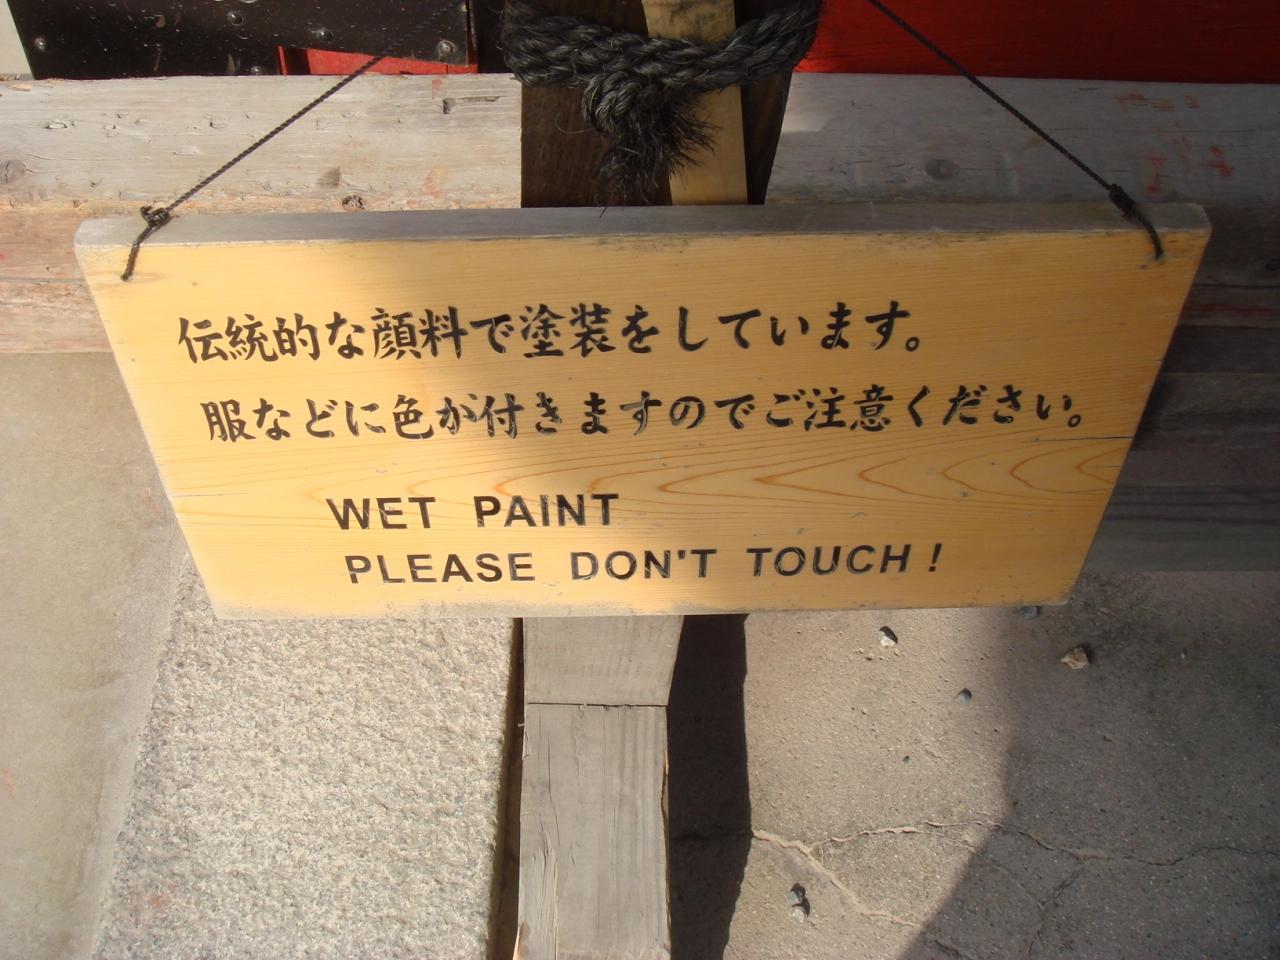 伝統的な顔料で塗装をしています。
服などに色が付きますのでご注意ください。
WET PAINT
PLEASE DON'T TOUCH!